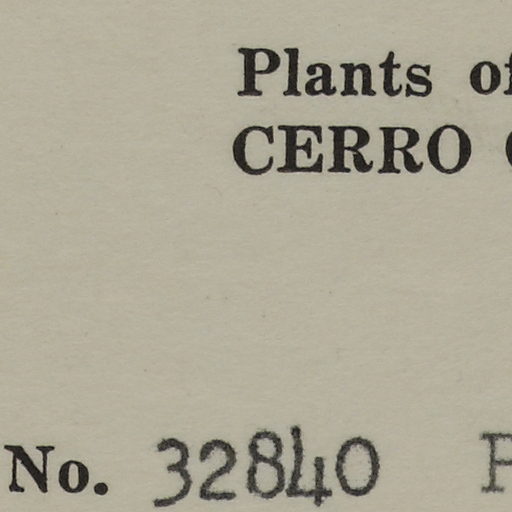 Plants of
CERRO
No. 32840